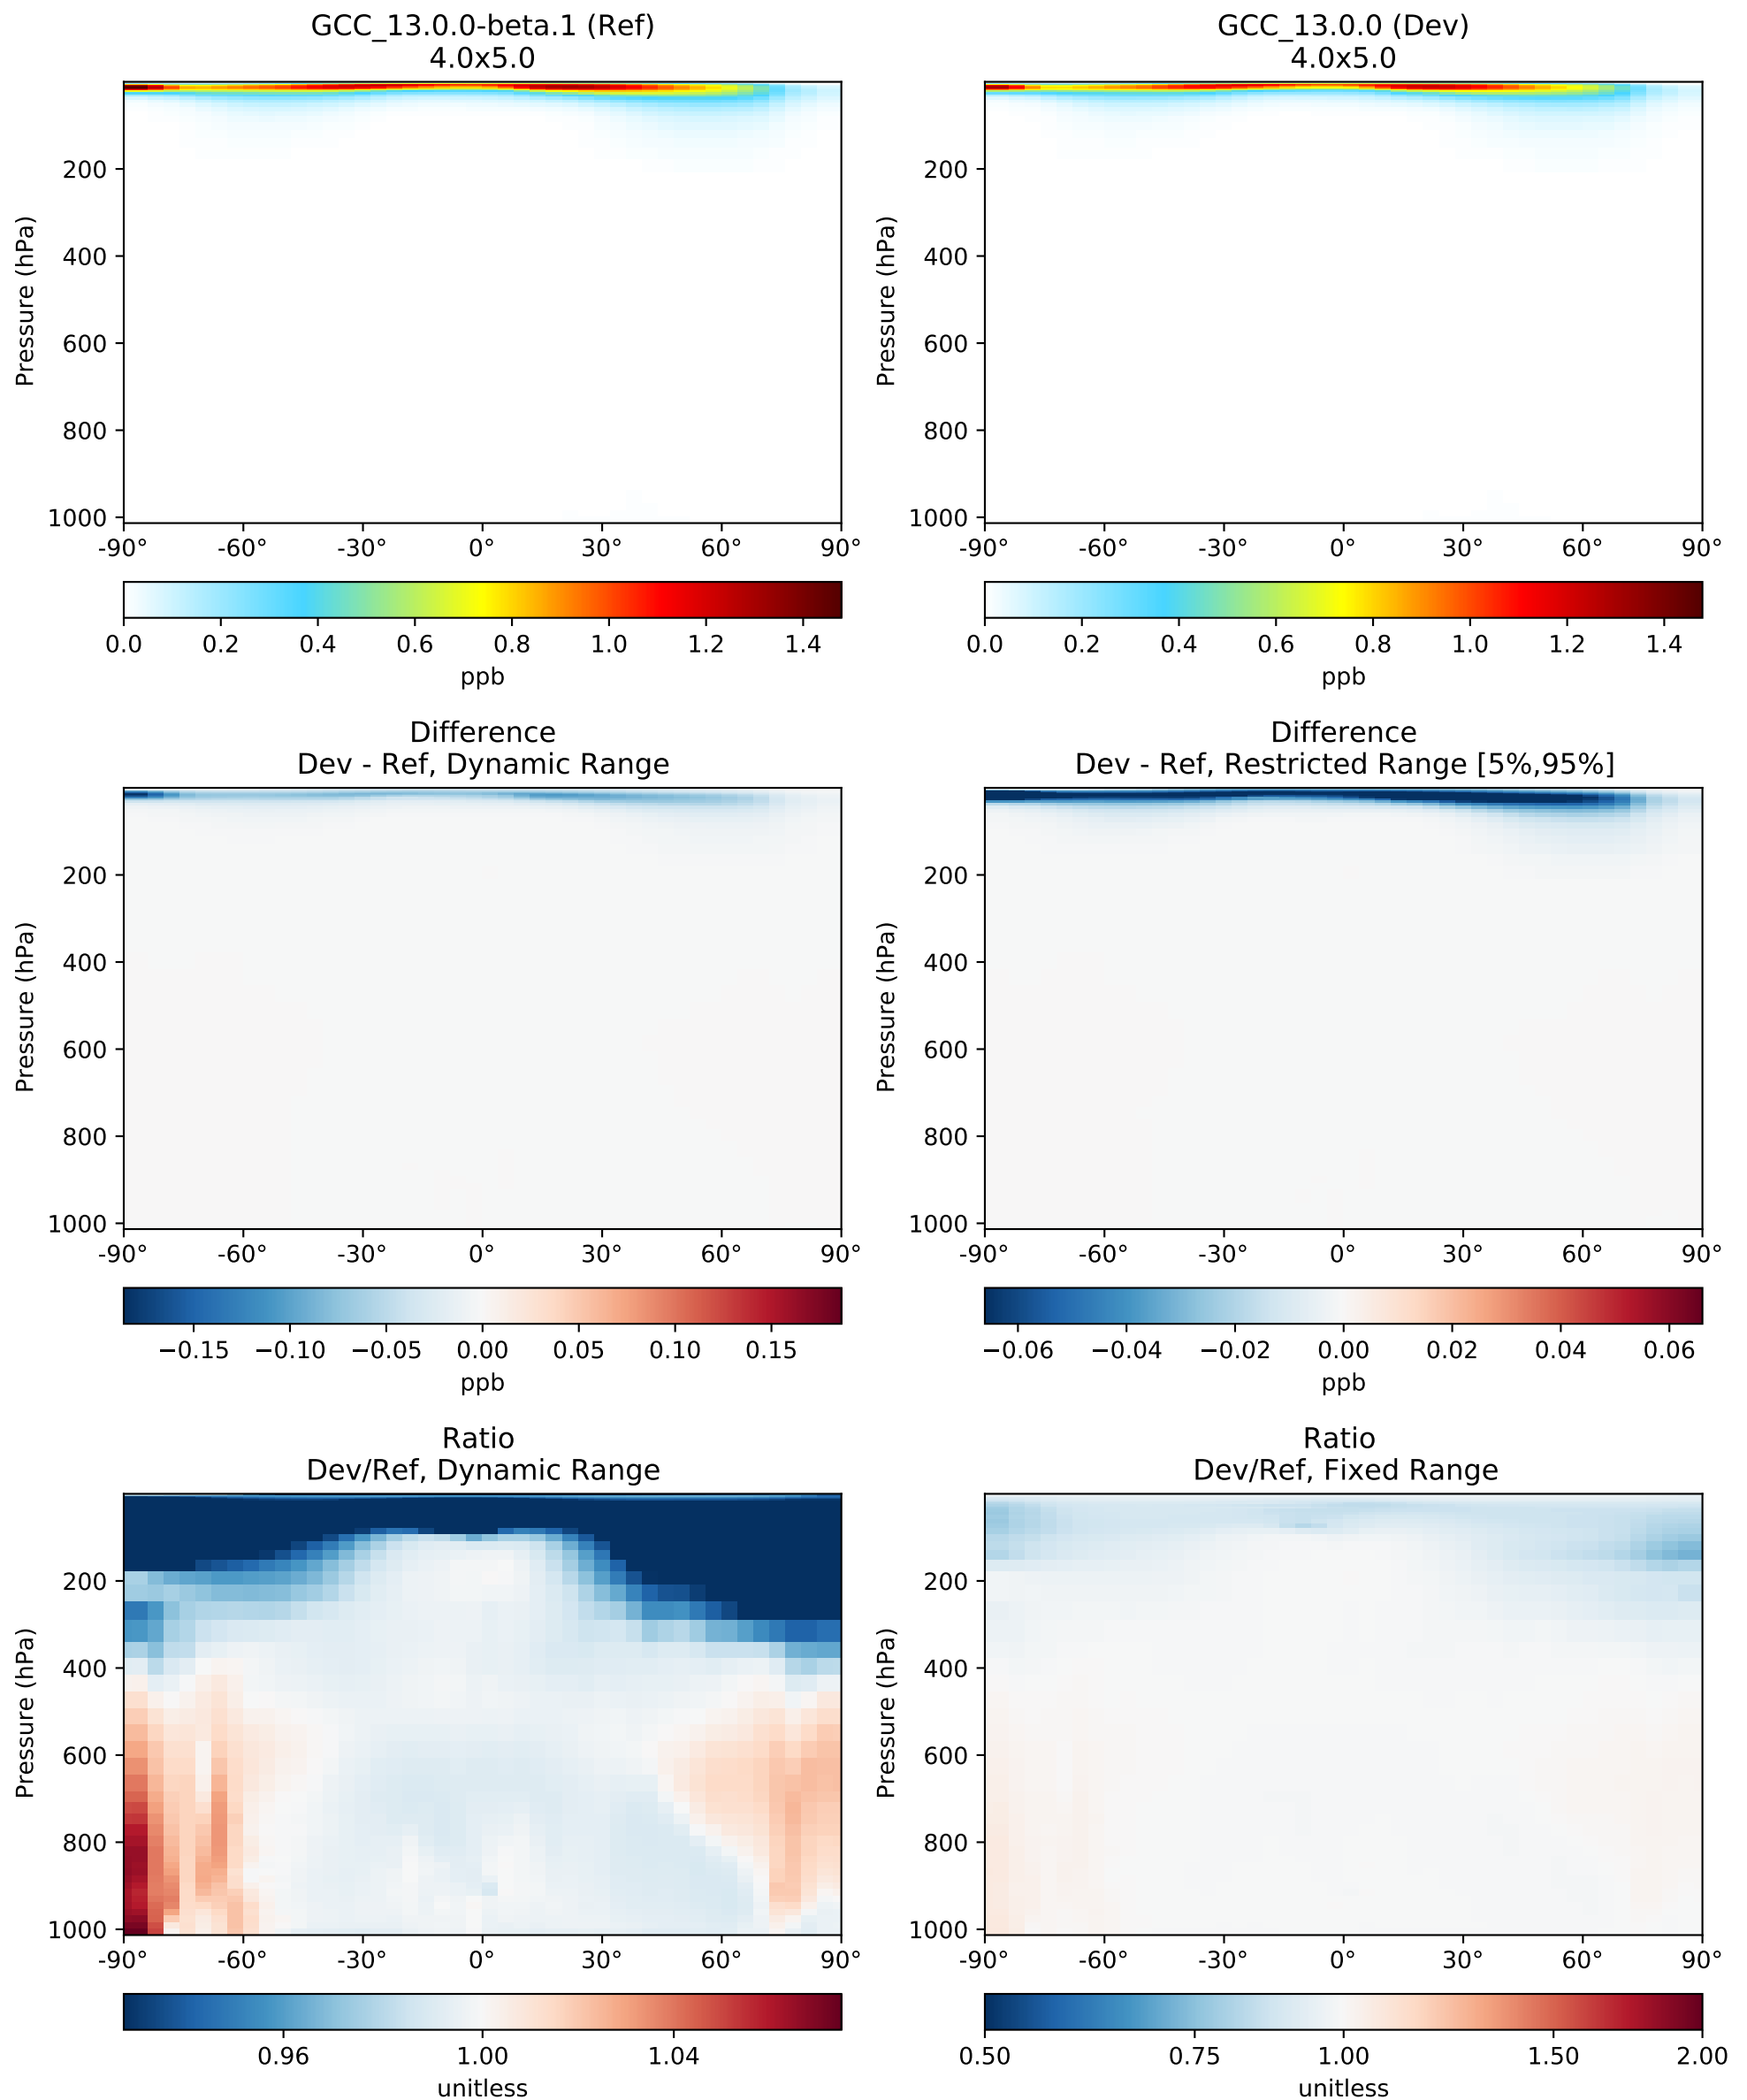 GCC_13.0.0-beta.1 (Ref)
4.0x5.0
Pressure (hPa)
200
400
600
800
1000
-90° -60° -30° 0° 30° 60° 90°
0.0 0.2 0.4 0.6 0.8 1.0 1.2 1.4
ppb
GCC_13.0.0 (Dev)
4.0x5.0
Pressure (hPa)
200
400
600
800
1000
-90° -60° -30° 0° 30° 60° 90°
0.0 0.2 0.4 0.6 0.8 1.0 1.2 1.4
ppb
Difference
Dev - Ref, Dynamic Range
Pressure (hPa)
200
400
600
800
1000
-90° -60° -30° 0° 30° 60° 90°
−0.15 −0.10 −0.05 0.00 0.05 0.10 0.15
ppb
Difference
Dev - Ref, Restricted Range [5%,95%]
Pressure (hPa)
200
400
600
800
1000
-90° -60° -30° 0° 30° 60° 90°
−0.06 −0.04 −0.02 0.00 0.02 0.04 0.06
ppb
Ratio
Dev/Ref, Dynamic Range
Pressure (hPa)
200
400
600
800
1000
-90° -60° -30° 0° 30° 60° 90°
0.96 1.00 1.04
unitless
Ratio
Dev/Ref, Fixed Range
Pressure (hPa)
200
400
600
800
1000
-90° -60° -30° 0° 30° 60° 90°
0.50 0.75 1.00 1.50 2.00
unitless